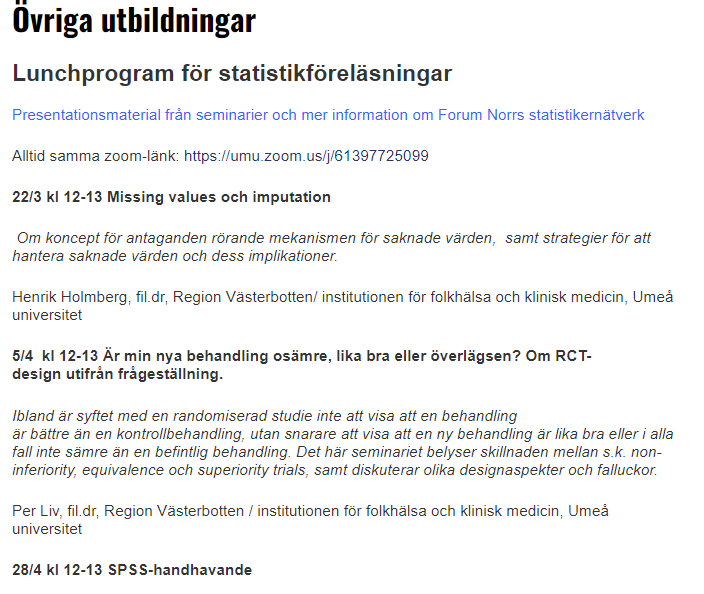 Övriga utbildningar
Lunchprogram för statistikföreläsningar
Presentationsmaterial från seminarier och mer information om Forum Norrs statistikernätverk
Alltid samma zoom-länk: https://umu.zoom.us/j/61397725099
22/3 kl 12-13 Missing values och imputation
Om koncept för antaganden rörande mekanismen för saknade värden,  samt strategier för att
hantera saknade värden och dess implikationer.
Henrik Holmberg, fil.dr, Region Västerbotten/ institutionen för folkhälsa och klinisk medicin, Umeå
universitet
5/4  kl 12-13 Är min nya behandling osämre, lika bra eller överlägsen? Om RCT-
design utifrån frågeställning.
Ibland är syftet med en randomiserad studie inte att visa att en behandling
är bättre än en kontrollbehandling, utan snarare att visa att en ny behandling är lika bra eller i alla
fall inte sämre än en befintlig behandling. Det här seminariet belyser skillnaden mellan s.k. non-
inferiority, equivalence och superiority trials, samt diskuterar olika designaspekter och falluckor.
Per Liv, fil.dr, Region Västerbotten / institutionen för folkhälsa och klinisk medicin, Umeå
universitet
28/4 kl 12-13 SPSS-handhavande